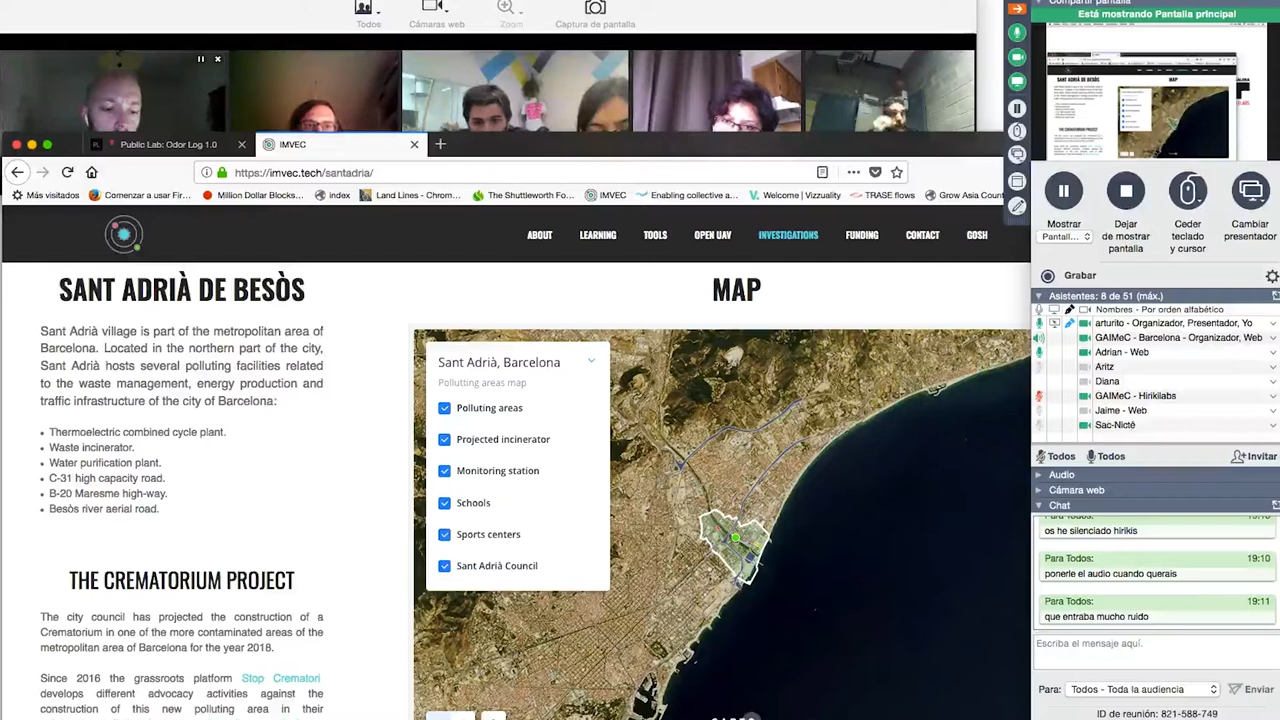 Todos
Cámaras web
Zoom
Captura de pantalla
Compartir pantalla
Está mostrando Pantalla principal
Public Lab: Odor Log 1.0
IMVEC
https://imvec.tech/santadria/
Más visitados
Comenzar a usar Fir...
Million Dollar Blocks...
index
Land Lines - Chrom...
The Shuttleworth Fo...
IMVEC
Enabling collective a...
Welcome | Vizzuality
TRASE flows
Grow Asia Count
ABOUT
LEARNING
TOOLS
OPEN UAV
INVESTIGATIONS
FUNDING
CONTACT
GOSH
SANT ADRIÀ DE BESÒS
Sant Adrià village is part of the metropolitan area of
Barcelona. Located in the northern part of the city,
Sant Adrià hosts several polluting facilities related
to the waste management, energy production and
traffic infrastructure of the city of Barcelona:
Thermoelectric combined cycle plant.
Waste incinerator.
Water purification plant.
C-31 high capacity road.
B-20 Maresme high-way.
Besòs river aerial road.
THE CREMATORIUM PROJECT
The city council has projected the construction of a
Crematorium in one of the more contaminated areas of the
metropolitan area of Barcelona for the year 2018.
Since 2016 the grassroots platform Stop Crematori
develops different advocacy activities against the
construction of this new polluting area in their
MAP
Sant Adrià, Barcelona
Pollutting areas map
Polluting areas
Projected incinerator
Monitoring station
Schools
Sports centers
Sant Adrià Council
SANT ADRIÀ DE BESÒS
MAP
THE CREMATORIUM PROJECT
Mostrar
Pantall...
Dejar
de mostrar
pantalla
Ceder
teclado
y cursor
Cambiar
presentador
Grabar
Asistentes: 8 de 51 (máx.)
Nombres - Por orden alfabético
arturito - Organizador, Presentador, Yo
GAIMeC - Barcelona - Organizador, Web
Adrian - Web
Aritz
Diana
GAIMeC - Hirikilabs
Jaime - Web
Sac-Nicté
Todos
Todos
Invitar
Audio
Cámara web
Chat
Para Todos:
os he silenciado hirikis
Para Todos: 19:10
ponerle el audio cuando querais
Para Todos: 19:11
que entraba mucho ruido
Escriba el mensaje aquí.
Para: Todos - Toda la audiencia
Enviar
ID de reunión: 821-588-749